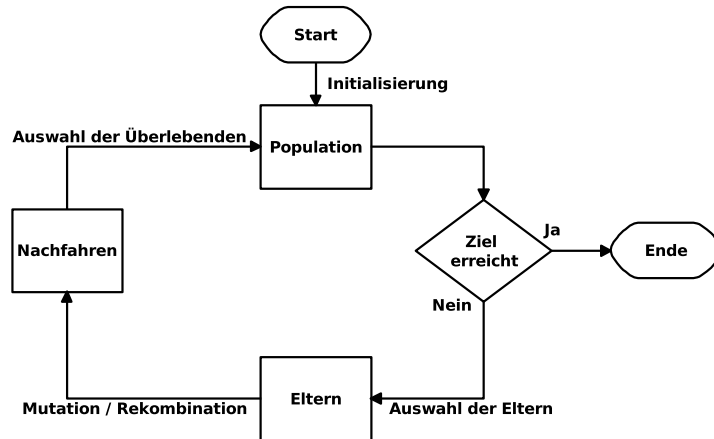 Start
Initialisierung
Auswahl der Überlebenden
Population
Ja
Nachfahren
Ziel
erreicht
Ende
Nein
Eltern
Mutation / Rekombination
Auswahl der Eltern